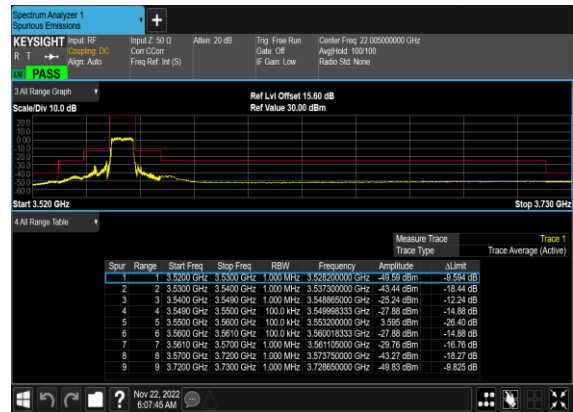 Spectrum Analyzer 1
Spurious Emissions
+
KEYSIGHT Input: RF Input Z: 50 Ω Atten: 20 dB Trig: Free Run Center Freq: 22.005000000 GHz
R T Coupling: DC Corr CCorr Gate: Off Avg|Hold: 100/100
Align: Auto Freq Ref: Int (S) IF Gain: Low Radio Std: None
PASS
3 All Range Graph
Ref Lvl Offset 15.60 dB
Scale/Div 10.0 dB Ref Value 30.00 dBm
20.0
10.0
0.00
-10.0
-20.0
-30.0
-40.0
-50.0
-60.0
Start 3.520 GHz Stop 3.730 GHz
4 All Range Table
Measure Trace Trace 1
Trace Type Trace Average (Active)
Spur Range Start Freq Stop Freq RBW Frequency Amplitude ΔLimit
1 1 3.5200 GHz 3.5300 GHz 1.000 MHz 3.528200000 GHz -49.59 dBm -9.594 dB
2 2 3.5300 GHz 3.5400 GHz 1.000 MHz 3.537300000 GHz -43.44 dBm -18.44 dB
3 3 3.5400 GHz 3.5490 GHz 1.000 MHz 3.548865000 GHz -25.24 dBm -12.24 dB
4 4 3.5490 GHz 3.5500 GHz 100.0 kHz 3.549998333 GHz -27.88 dBm -14.88 dB
5 5 3.5500 GHz 3.5600 GHz 100.0 kHz 3.553200000 GHz 3.595 dBm -26.40 dB
6 6 3.5600 GHz 3.5610 GHz 100.0 kHz 3.560018333 GHz -27.88 dBm -14.88 dB
7 7 3.5610 GHz 3.5700 GHz 1.000 MHz 3.561105000 GHz -29.76 dBm -16.76 dB
8 8 3.5700 GHz 3.7200 GHz 1.000 MHz 3.573750000 GHz -43.27 dBm -18.27 dB
9 9 3.7200 GHz 3.7300 GHz 1.000 MHz 3.728650000 GHz -49.83 dBm -9.825 dB
? Nov 22, 2022
6:07:45 AM